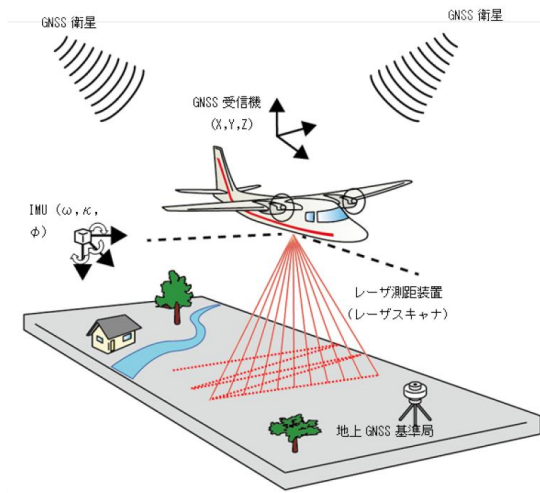 GNSS 衛星
GNSS 衛星
GNSS 受信機
(X,Y,Z)
IMU (ω,κ,
φ)
レーザ測距装置
(レーザスキャナ)
地上 GNSS 基準局